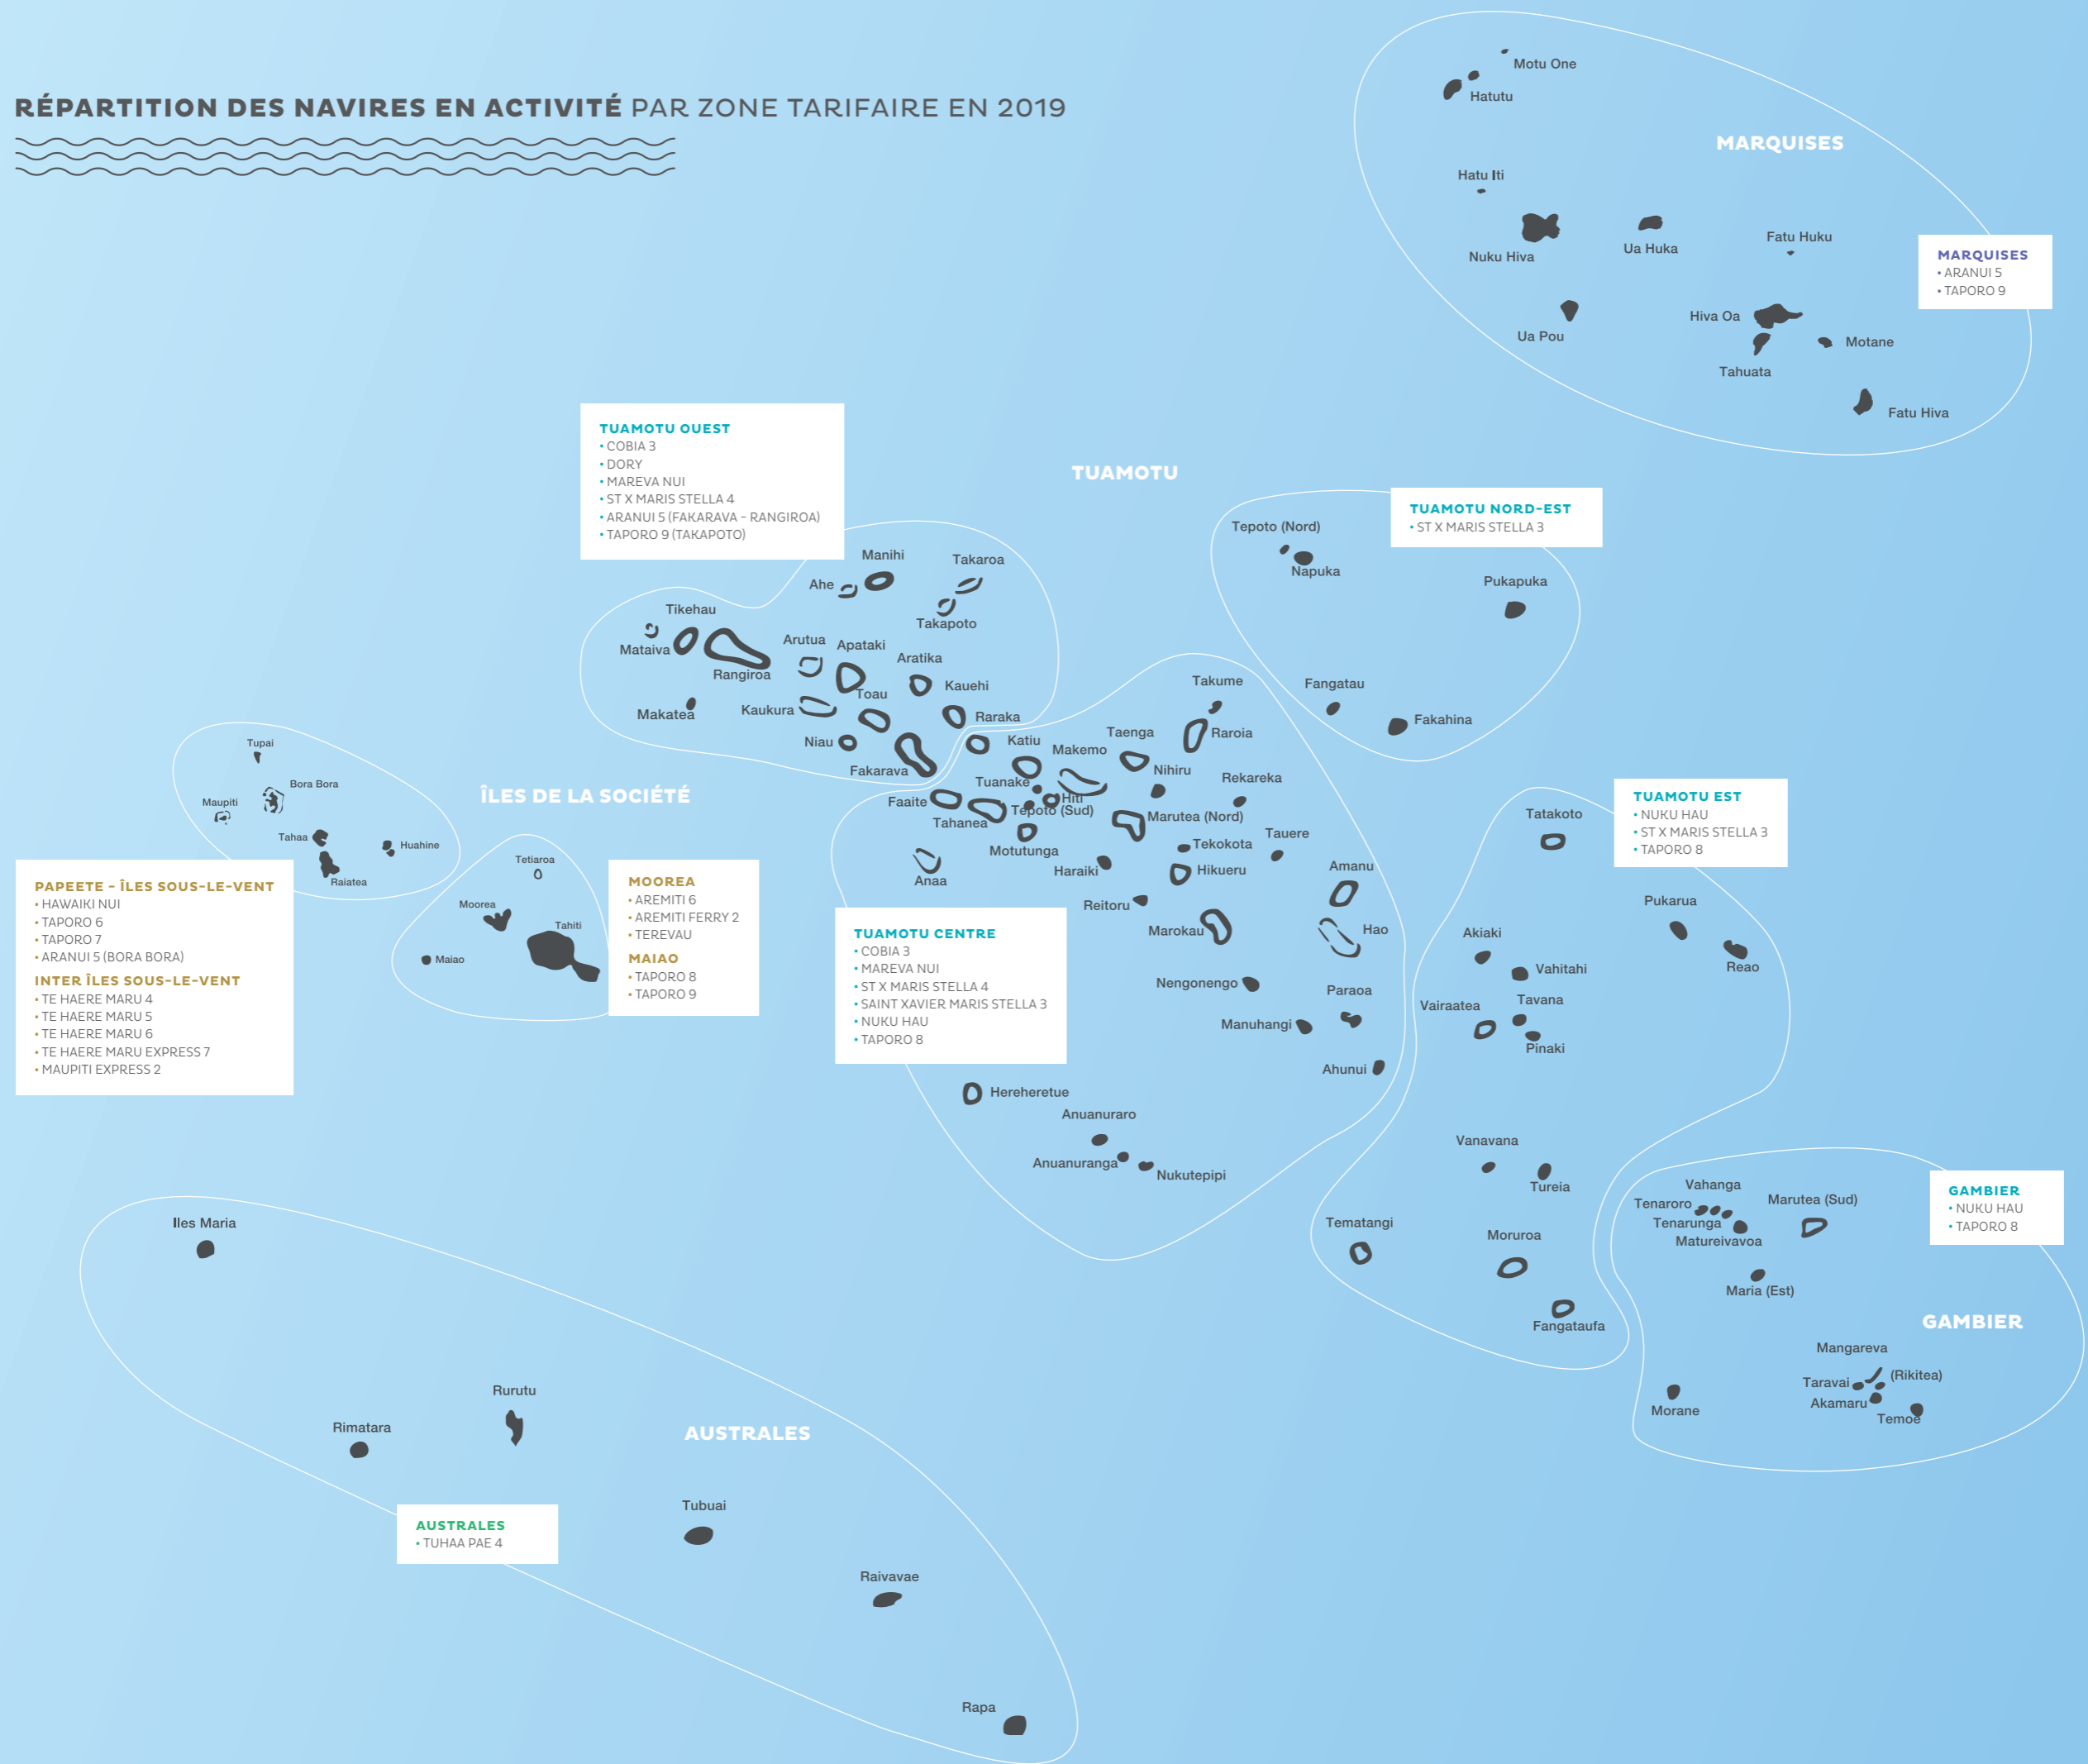 RÉPARTITION DES NAVIRES EN ACTIVITÉ PAR ZONE TARIFAIRE EN 2019
Motu One
Hatutu
MARQUISES
Hatu Iti
Nuku Hiva
Ua Huka
Fatu Huku
Ua Pou
Hiva Oa
Motane
Tahuata
Fatu Hiva
MARQUISES
• ARANUI 5
• TAPORO 9
TUAMOTU OUEST
• COBIA 3
• DORY
• MAREVA NUI
• ST X MARIS STELLA 4
• ARANUI 5 (FAKARAVA - RANGIROA)
• TAPORO 9 (TAKAPOTO)
TUAMOTU
TUAMOTU NORD-EST
• ST X MARIS STELLA 3
Tepoto (Nord)
Napuka
Pukapuka
Fangatau
Fakahina
Manihi
Takaroa
Ahe
Takapoto
Tikehau
Mataiva
Rangiroa
Arutua
Apataki
Aratika
Kauehi
Toau
Makatea
Kaukura
Raraka
Niau
Fakarava
Takume
Raroia
Taenga
Katiu
Makemo
Nihiru
Rekareka
Tuanake
Hiti
Faaite
Tepoto (Sud)
Tahanea
Marutea (Nord)
Motutunga
Tekokota
Tauere
Haraiki
Hikueru
Amanu
Anaa
Reitoru
Marokau
Hao
Nengonengo
Paraoa
Manuhangi
Ahunui
Hereheretue
Anuanuraro
Anuanuranga
Nukutepipi
TUAMOTU CENTRE
• COBIA 3
• MAREVA NUI
• ST X MARIS STELLA 4
• SAINT XAVIER MARIS STELLA 3
• NUKU HAU
• TAPORO 8
Tupai
Bora Bora
Maupiti
Tahaa
Huahine
Raiatea
ÎLES DE LA SOCIÉTÉ
Tetiaroa
Moorea
Tahiti
Maiao
PAPEETE - ÎLES SOUS-LE-VENT
• HAWAIKI NUI
• TAPORO 6
• TAPORO 7
• ARANUI 5 (BORA BORA)
INTER ÎLES SOUS-LE-VENT
• TE HAERE MARU 4
• TE HAERE MARU 5
• TE HAERE MARU 6
• TE HAERE MARU EXPRESS 7
• MAUPITI EXPRESS 2
MOOREA
• AREMITI 6
• AREMITI FERRY 2
• TEREVAU
MAIAO
• TAPORO 8
• TAPORO 9
TUAMOTU EST
• NUKU HAU
• ST X MARIS STELLA 3
• TAPORO 8
Tatakoto
Pukarua
Reao
Akiaki
Vahitahi
Vairaatea
Tavana
Pinaki
Vanavana
Tureia
Tematangi
Moruroa
Fangataufa
GAMBIER
• NUKU HAU
• TAPORO 8
Vahanga
Tenaroro
Marutea (Sud)
Tenarunga
Matureivavoa
Maria (Est)
GAMBIER
Mangareva
(Rikitea)
Taravai
Akamaru
Temoe
Morane
Iles Maria
Rurutu
Rimatara
AUSTRALES
Tubuai
Raivavae
Rapa
AUSTRALES
• TUHAA PAE 4